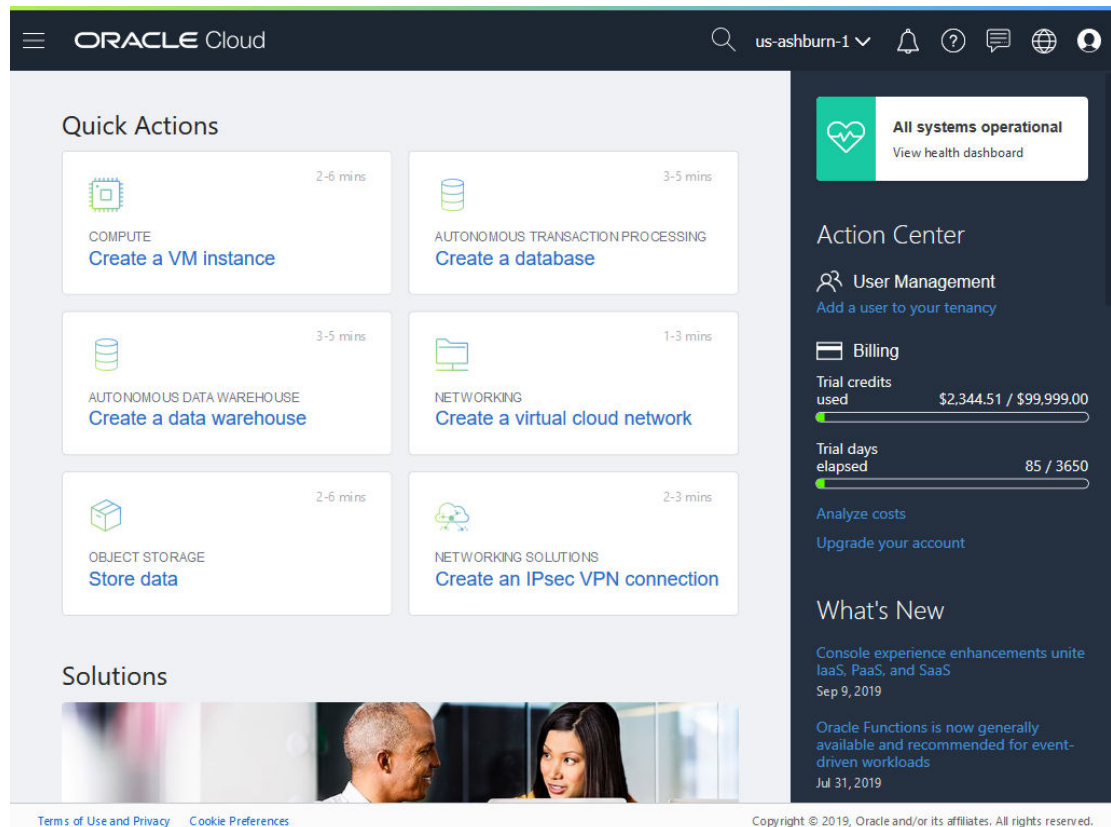 ORACLE Cloud
us-ashburn-1
Quick Actions
2-6 mins
COMPUTE
Create a VM instance
3-5 mins
AUTONOMOUS TRANSACTION PROCESSING
Create a database
3-5 mins
AUTONOMOUS DATA WAREHOUSE
Create a data warehouse
1-3 mins
NETWORKING
Create a virtual cloud network
2-6 mins
OBJECT STORAGE
Store data
2-3 mins
NETWORKING SOLUTIONS
Create an IPsec VPN connection
Solutions
All systems operational
View health dashboard
Action Center
User Management
Add a user to your tenancy
Billing
Trial credits
used $2,344.51 / $99,999.00
Trial days
elapsed 85 / 3650
Analyze costs
Upgrade your account
What's New
Console experience enhancements unite
IaaS, PaaS, and SaaS
Sep 9, 2019
Oracle Functions is now generally
available and recommended for event-
driven workloads
Jul 31, 2019
Terms of Use and Privacy Cookie Preferences
Copyright © 2019, Oracle and/or its affiliates. All rights reserved.